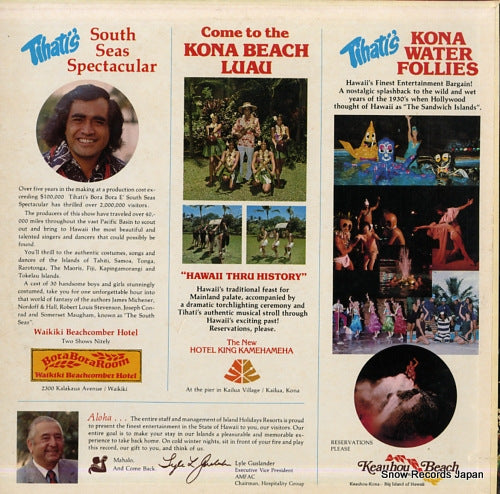 Tihati's
South
Seas
Spectacular
Over five years in the making at a production cost ex-
ceeding $100,000. Tihati's Bora Bora E' South Seas
Spectacular has thrilled over 2,000,000 visitors.
The producers of this show have traveled over 40,-
000 miles throughout the vast Pacific Basin to scout
out and bring to Hawaii the most beautiful and
talented singers and dancers that could possibly be
found.
You'll thrill to the authentic costumes, songs and
dances of the Islands of Tahiti, Samoa, Tonga,
Rarotonga, The Maoris, Fiji, Kapingamorangi and
Tokelau Islands.
A cast of 30 handsome boys and girls stunningly
costumed, take you for one unforgettable hour into
that world of fantasy of the authors James Michener,
Nordoff & Hall, Robert Louis Stevenson, Joseph Con-
rad and Somerset Maugham, known as "The South
Seas".
Waikiki Beachcomber Hotel
Two Shows Nitely
Bora Bora Room
Waikiki Beachcomber Hotel
2300 Kalakaua Avenue / Waikiki
Come to the
KONA BEACH
LUAU
"HAWAII THRU HISTORY"
Hawaii's traditional feast for
Mainland palate, accompanied by
a dramatic torchlighting ceremony and
Tihati's authentic musical stroll through
Hawaii's exciting past!
Reservations, please.
The New
HOTEL KING KAMEHAMEHA
At the pier in Kailua Village / Kailua, Kona
Tihati's
KONA
WATER
FOLLIES
Hawaii's Finest Entertainment Bargain!
A nostalgic splashback to the wild and wet
years of the 1930's when Hollywood
thought of Hawaii as "The Sandwich Islands".
RESERVATIONS
PLEASE
Keauhou Beach
Keauhou-Kona - Big Island of Hawaii
Aloha . . . The entire staff and management of Island Holidays Resorts is proud
to present the finest entertainment in the State of Hawaii to you, our visitors. Our
entire goal is to make your stay in our Islands a pleasurable and memorable ex-
perience to take back home. On cold winter nights, sit in front of your fire and play
this record, our gift to you, and think of us.
Mahalo,
And Come Back.
Lyle L. Guslander
Lyle Guslander
Executive Vice President
AMFAC
Chairman, Hospitality Group
Snow Records Japan
(C)snowrecords.jp